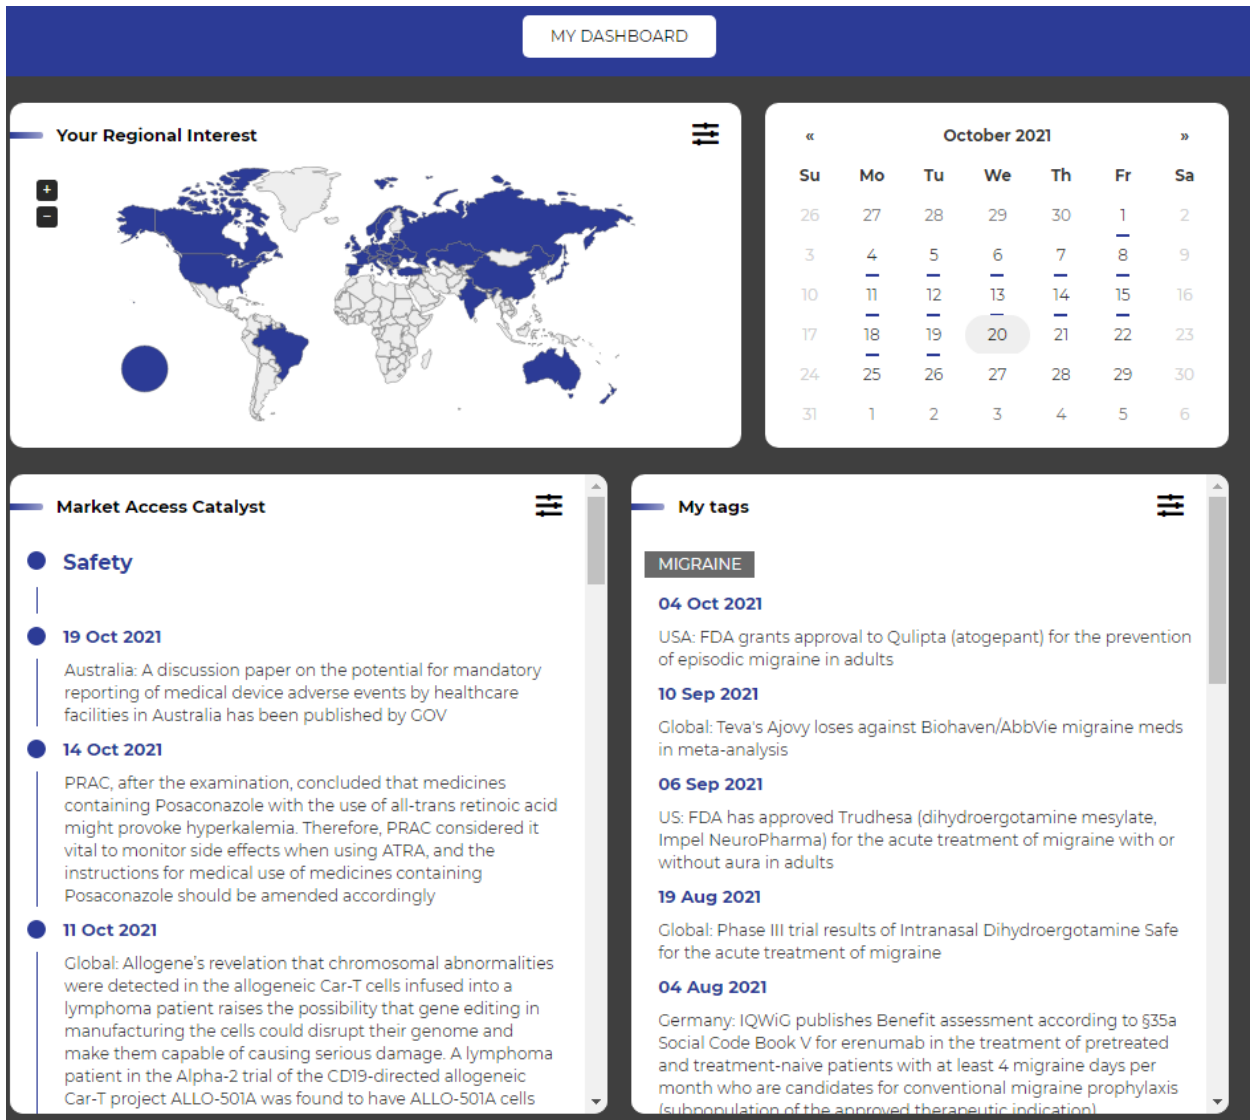 MY DASHBOARD
Your Regional Interest
+
−
« October 2021 »
Su Mo Tu We Th Fr Sa
26 27 28 29 30 1 2
3 4 5 6 7 8 9
10 11 12 13 14 15 16
17 18 19 20 21 22 23
24 25 26 27 28 29 30
31 1 2 3 4 5 6
Market Access Catalyst
Safety
19 Oct 2021
Australia: A discussion paper on the potential for mandatory
reporting of medical device adverse events by healthcare
facilities in Australia has been published by GOV
14 Oct 2021
PRAC, after the examination, concluded that medicines
containing Posaconazole with the use of all-trans retinoic acid
might provoke hyperkalemia. Therefore, PRAC considered it
vital to monitor side effects when using ATRA, and the
instructions for medical use of medicines containing
Posaconazole should be amended accordingly
11 Oct 2021
Global: Allogene's revelation that chromosomal abnormalities
were detected in the allogeneic Car-T cells infused into a
lymphoma patient raises the possibility that gene editing in
manufacturing the cells could disrupt their genome and
make them capable of causing serious damage. A lymphoma
patient in the Alpha-2 trial of the CD19-directed allogeneic
Car-T project ALLO-501A was found to have ALLO-501A cells
My tags
MIGRAINE
04 Oct 2021
USA: FDA grants approval to Qulipta (atogepant) for the prevention
of episodic migraine in adults
10 Sep 2021
Global: Teva's Ajovy loses against Biohaven/AbbVie migraine meds
in meta-analysis
06 Sep 2021
US: FDA has approved Trudhesa (dihydroergotamine mesylate,
Impel NeuroPharma) for the acute treatment of migraine with or
without aura in adults
19 Aug 2021
Global: Phase III trial results of Intranasal Dihydroergotamine Safe
for the acute treatment of migraine
04 Aug 2021
Germany: IQWiG publishes Benefit assessment according to §35a
Social Code Book V for erenumab in the treatment of pretreated
and treatment-naive patients with at least 4 migraine days per
month who are candidates for conventional migraine prophylaxis
(subpopulation of the approved therapeutic indication)